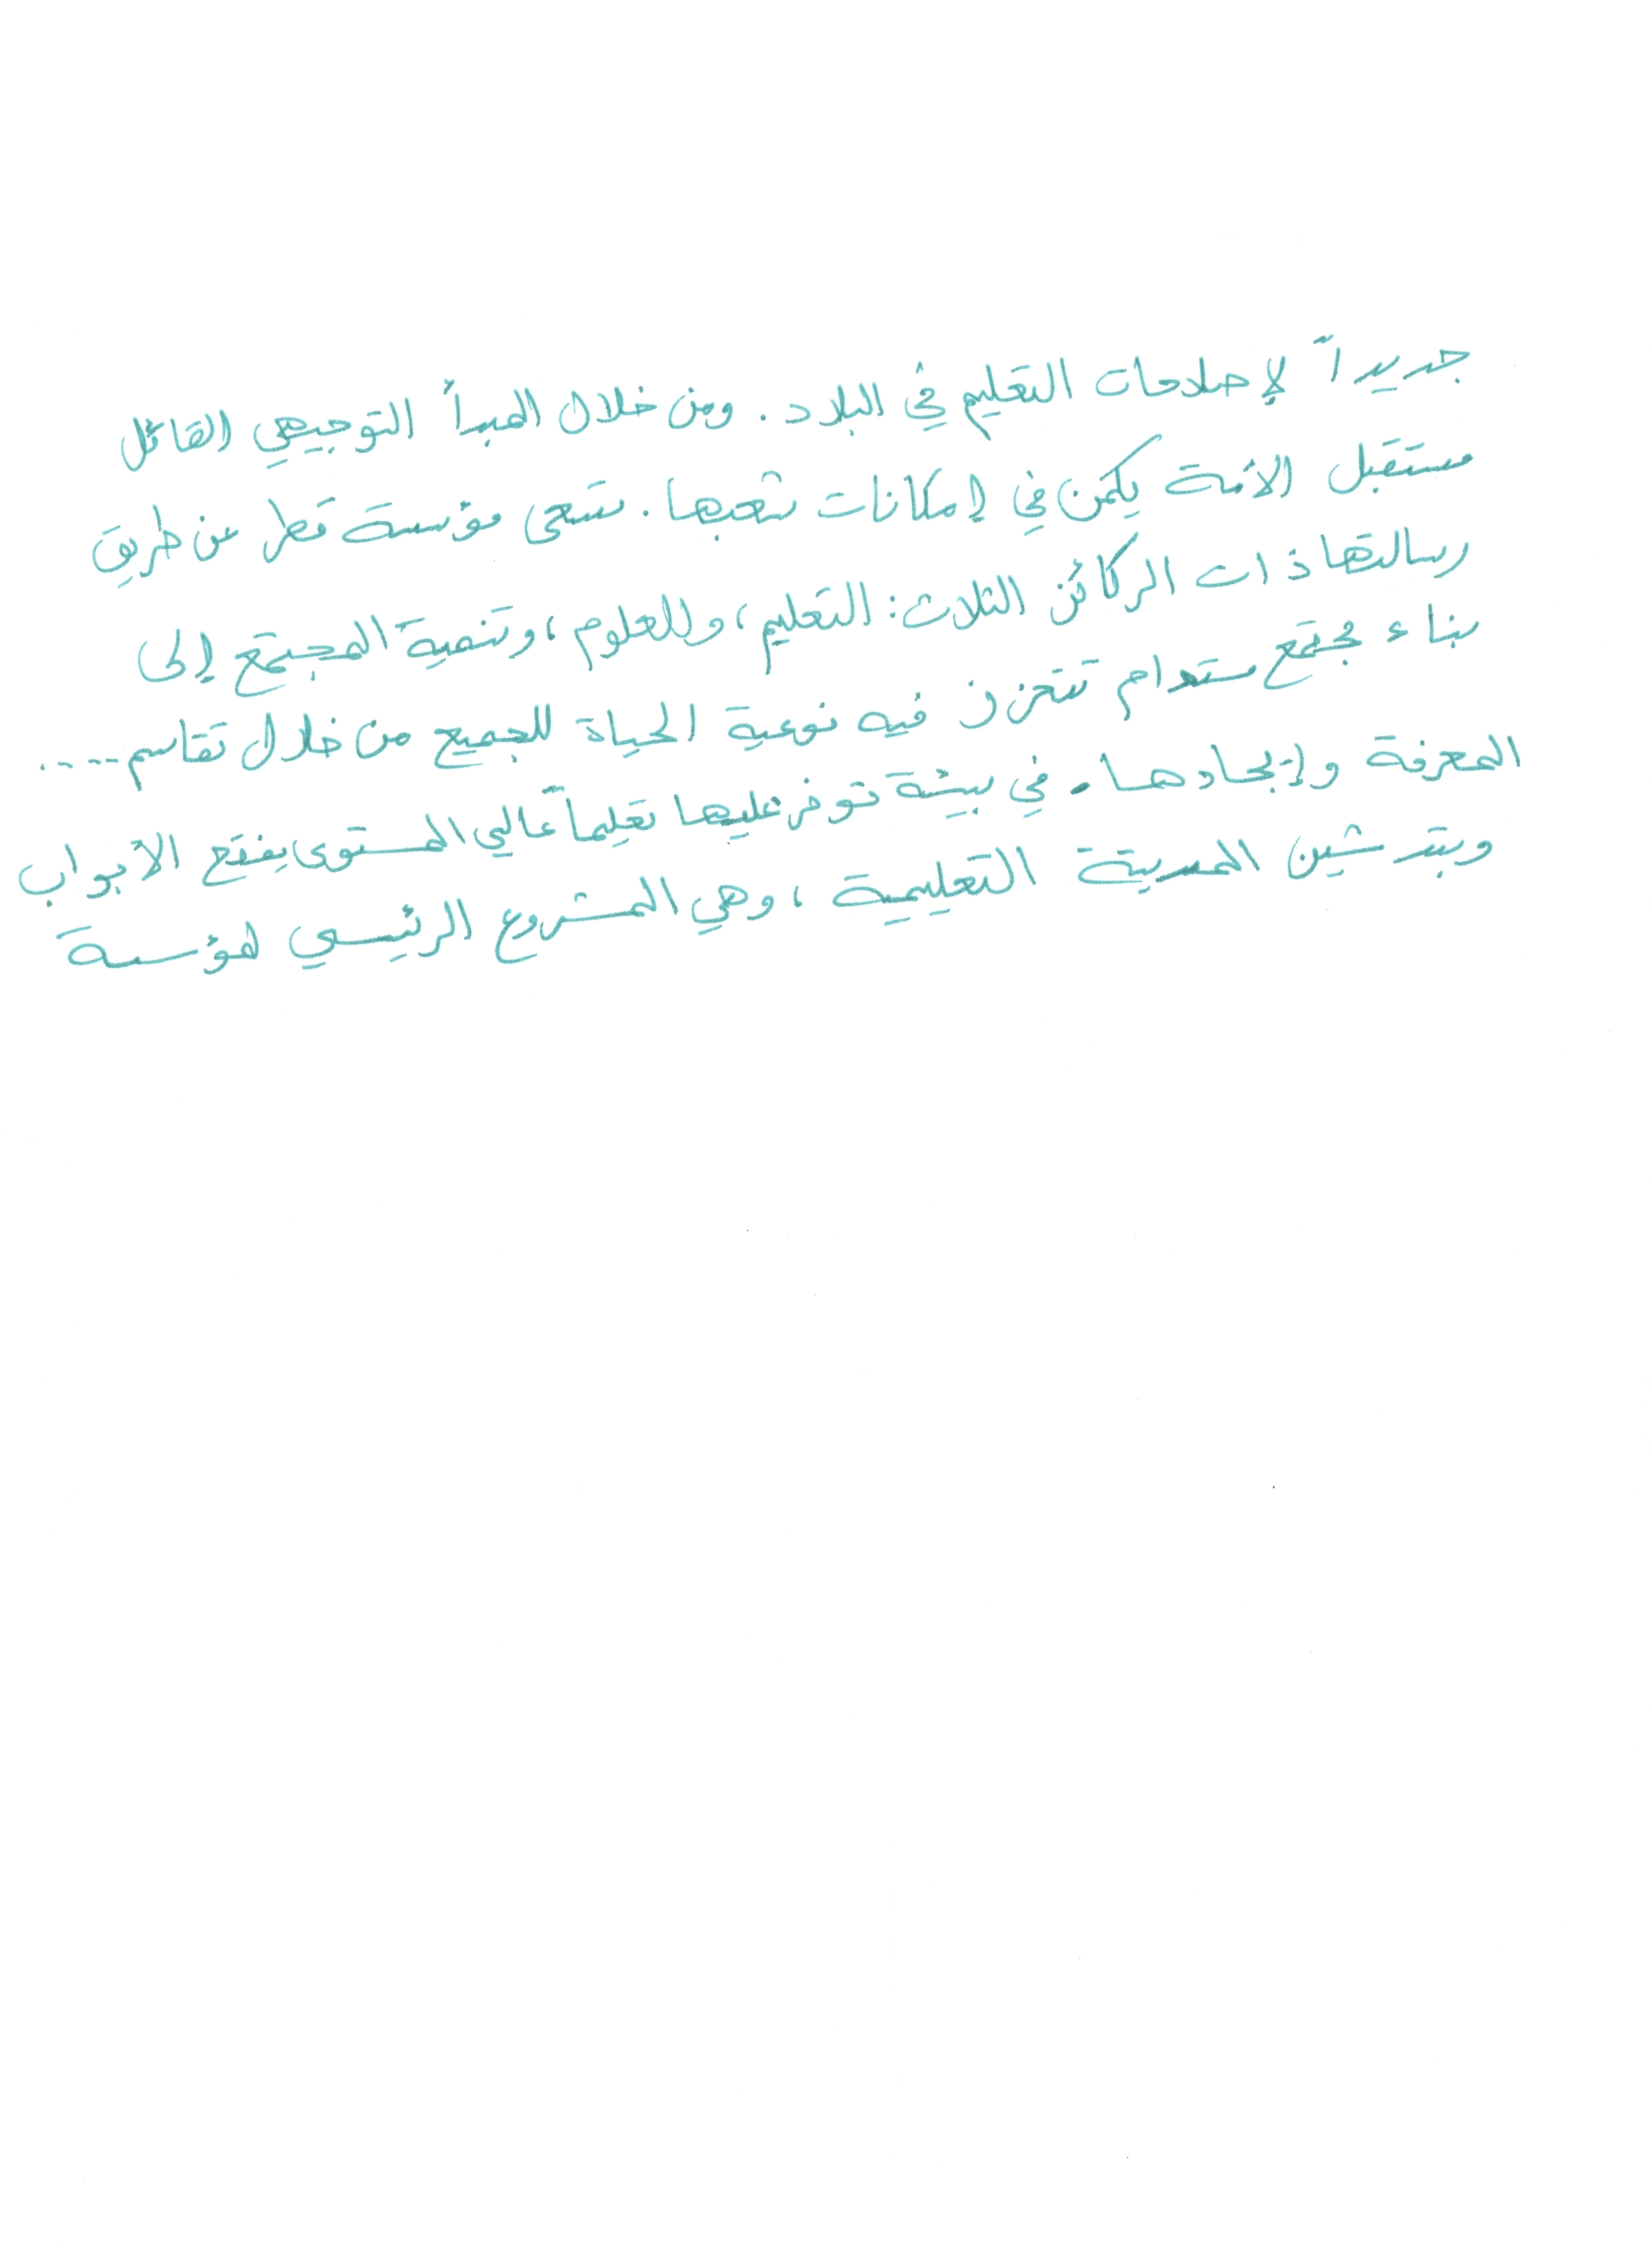 جديداً لإصلاحات التعليم في البلاد. ومن خلال المبدأ التوجيهي القائل
مستقبل الأمة يكمن في إمكانات شعبها. تسعى مؤسسة قطر عن طريق
رسالتها ذات الركائز الثلاث: التعليم، والعلوم، وتنمية المجتمع إلى
بناء مجتمع مستدام تتعزز فيه نوعية الحياة للجميع من خلال تقاسم....
المعرفة وإيجادها. في بيئة توفر عليها تعليماً عالي المستوى يفتح الأبواب
وبتدشين المدينة التعليمية، وهي المشروع الرئيسي لمؤسسة